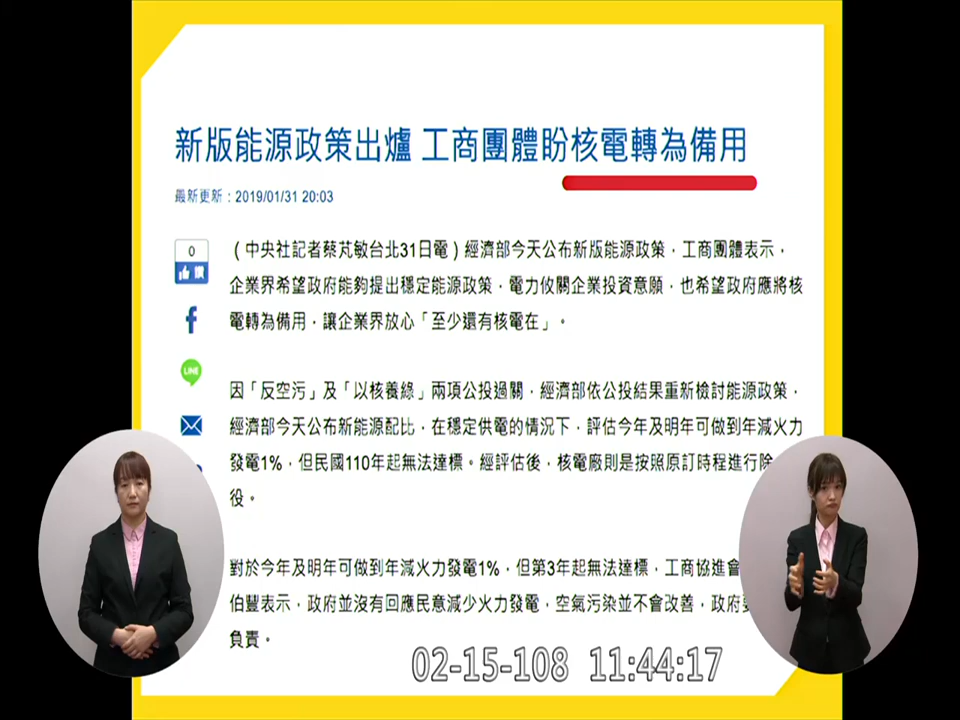 新版能源政策出爐 工商團體盼核電轉為備用
最新更新：2019/01/31 20:03
0
讚
LINE
（中央社記者蔡芃敏台北31日電）經濟部今天公布新版能源政策，工商團體表示，
企業界希望政府能夠提出穩定能源政策，電力攸關企業投資意願，也希望政府應將核
電轉為備用，讓企業界放心「至少還有核電在」。
因「反空污」及「以核養綠」兩項公投過關，經濟部依公投結果重新檢討能源政策，
經濟部今天公布新能源配比，在穩定供電的情況下，評估今年及明年可做到年減火力
發電1%，但民國110年起無法達標。經評估後，核電廠則是按照原訂時程進行除
役。
對於今年及明年可做到年減火力發電1%，但第3年起無法達標，工商協進會
伯豐表示，政府並沒有回應民意減少火力發電，空氣污染並不會改善，政府
負責。
02-15-108 11:44:17